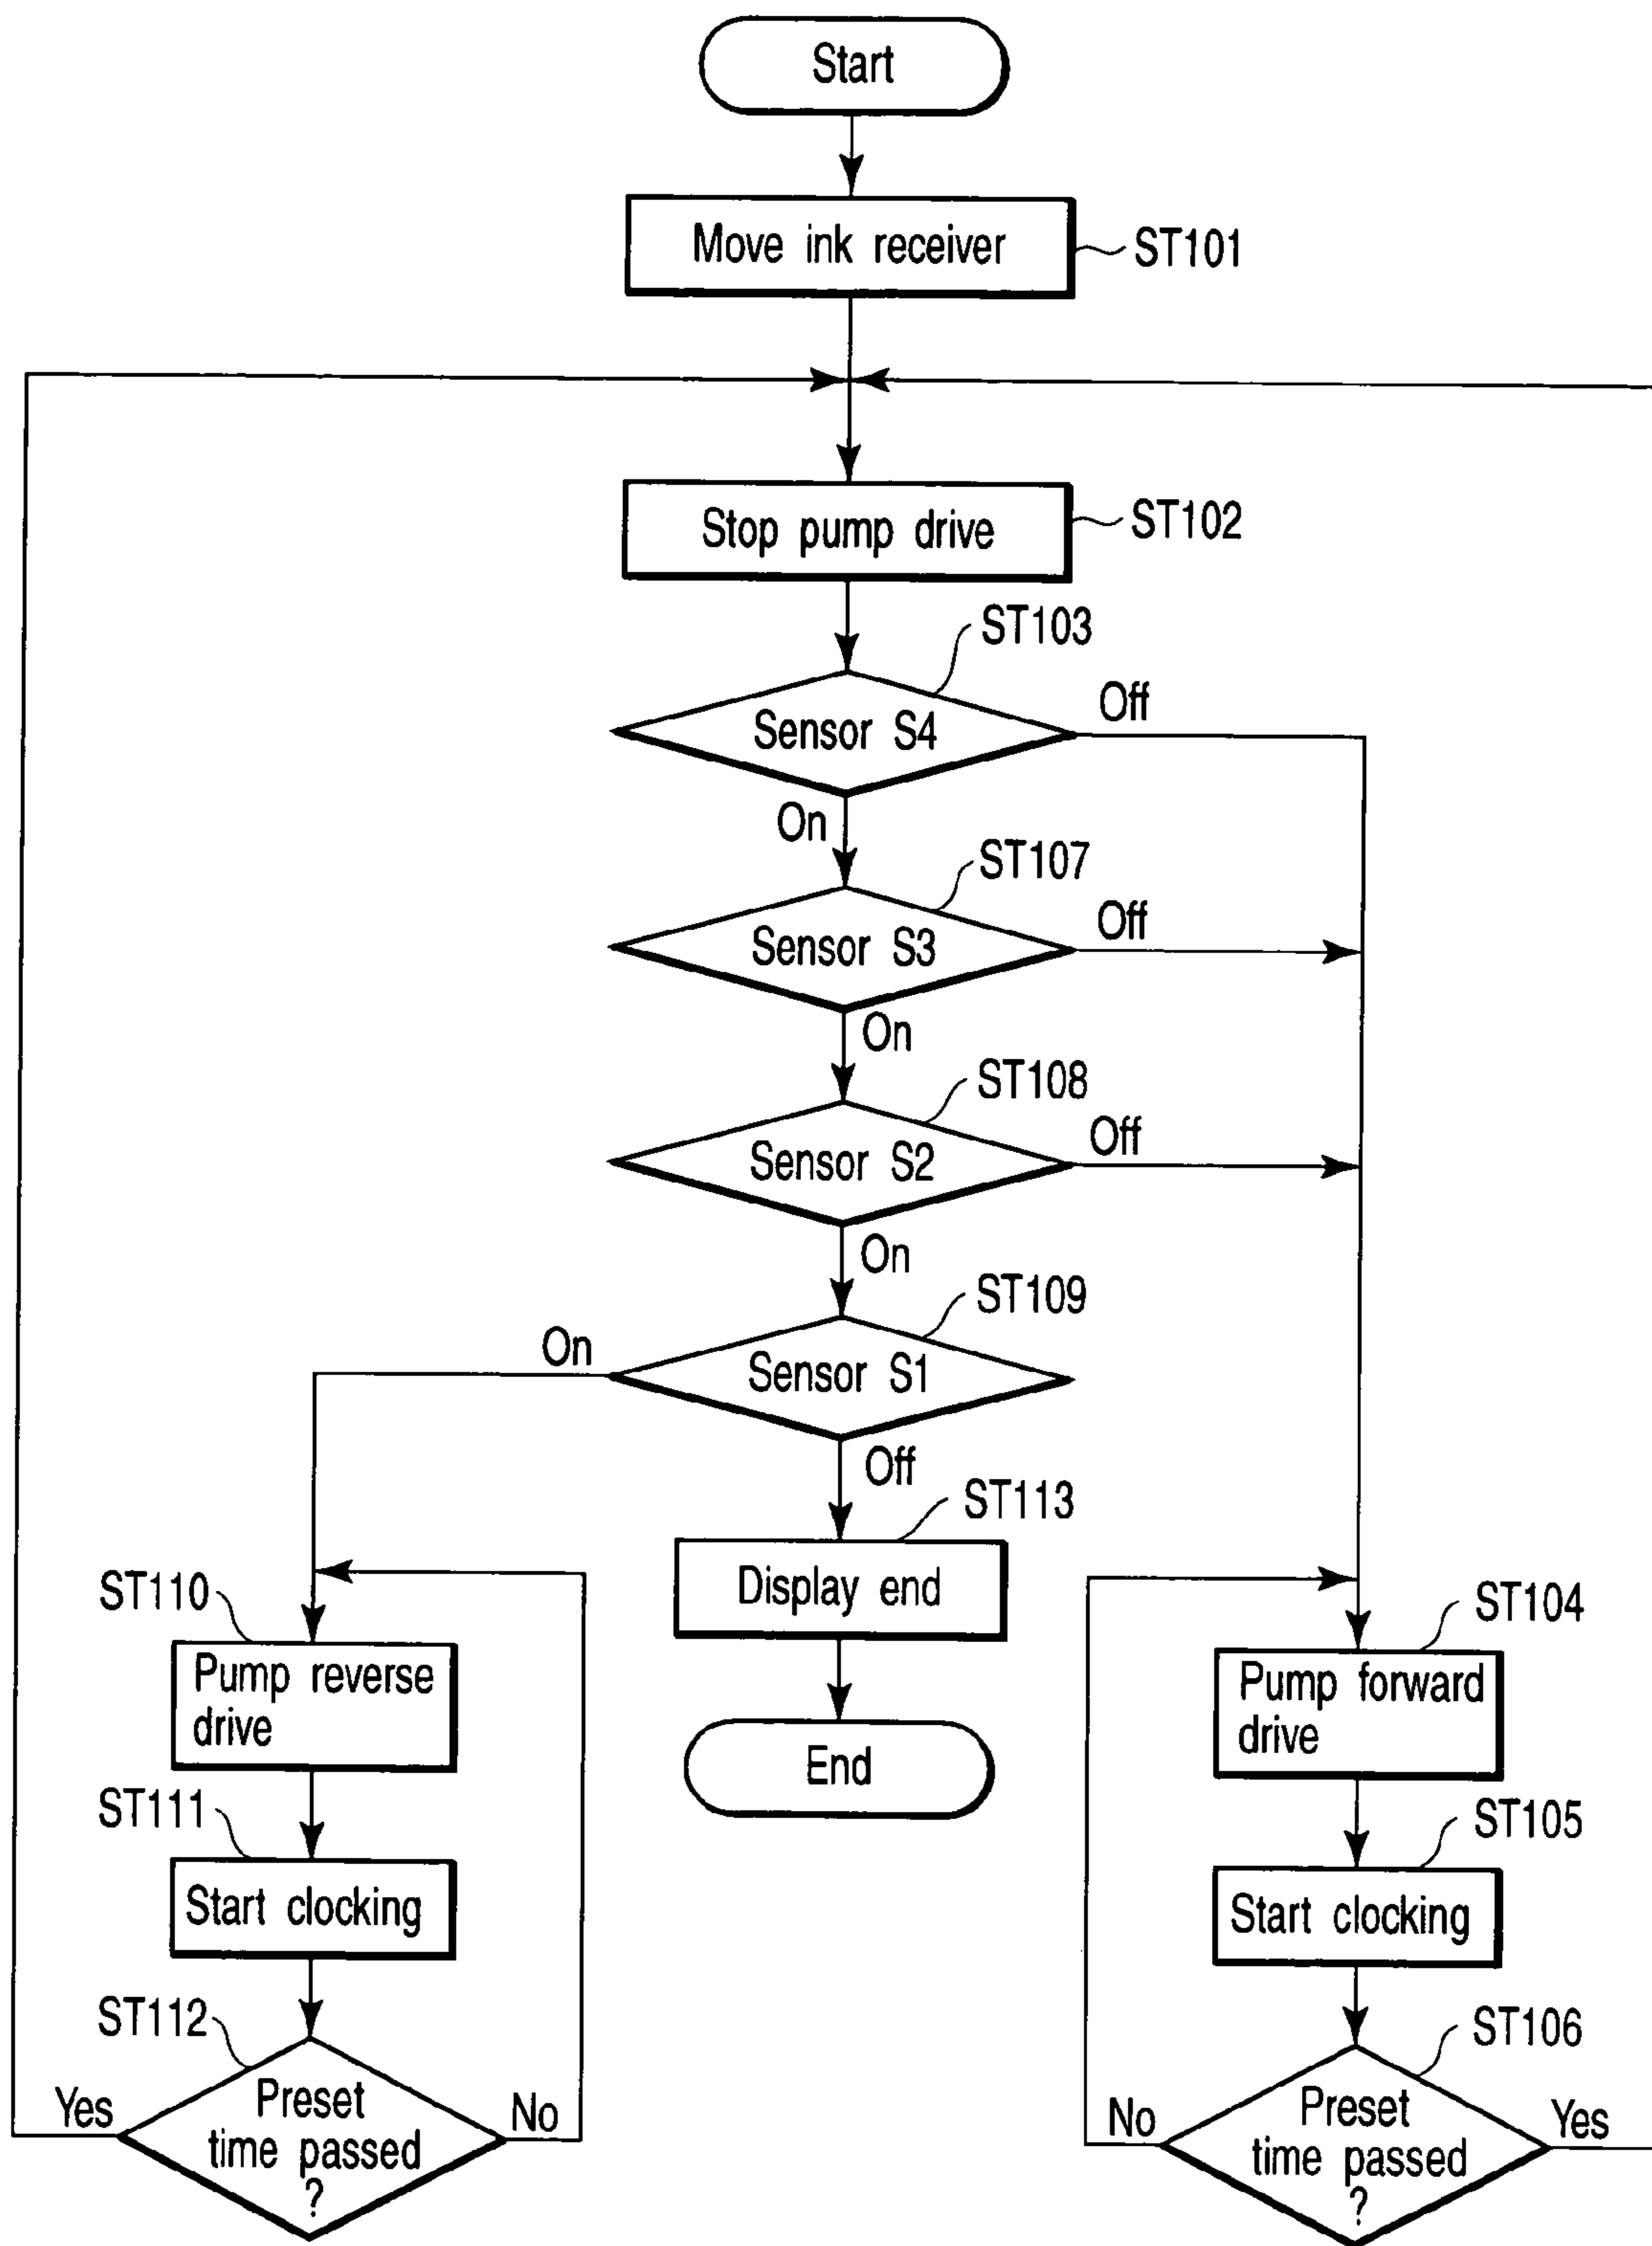 Start
Move ink receiver
ST101
Stop pump drive
ST102
ST103
Sensor S4
Off
On
ST107
Sensor S3
Off
On
ST108
Sensor S2
Off
On
ST109
Sensor S1
On
Off
ST113
Display end
End
ST110
Pump reverse
drive
ST111
Start clocking
ST112
Preset
time passed
?
Yes
No
ST104
Pump forward
drive
ST105
Start clocking
ST106
Preset
time passed
?
No
Yes